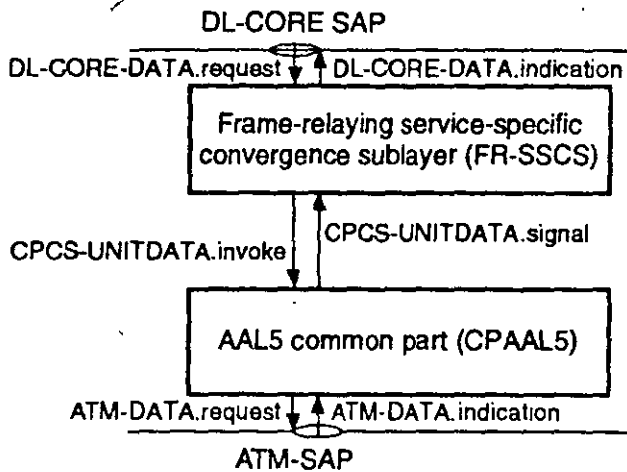 DL-CORE SAP
DL-CORE-DATA.request DL-CORE-DATA.indication
Frame-relaying service-specific
convergence sublayer (FR-SSCS)
CPCS-UNITDATA.signal
CPCS-UNITDATA.invoke
AAL5 common part (CPAAL5)
ATM-DATA.request ATM-DATA.indication
ATM-SAP